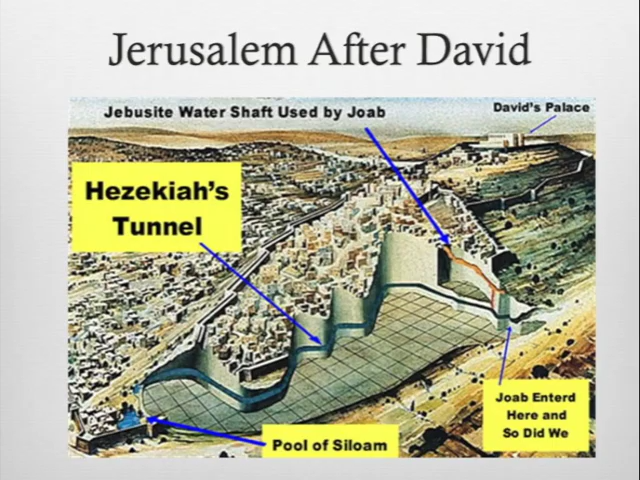 Jerusalem After David
Jebusite Water Shaft Used by Joab
David's Palace
Hezekiah's
Tunnel
Joab Enterd
Here and
So Did We
Pool of Siloam